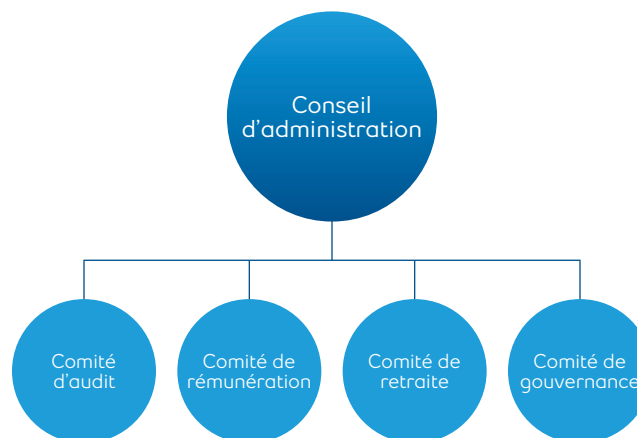 Conseil
d'administration
Comité
d'audit
Comité de
rémunération
Comité de
retraite
Comité de
gouvernance